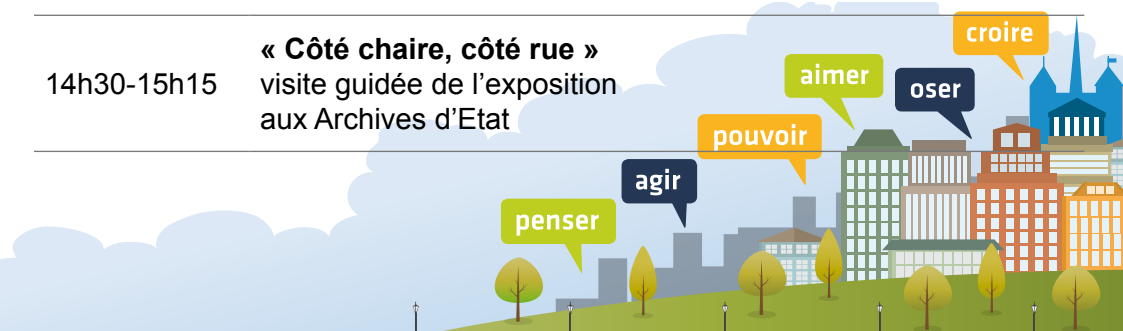 14h30-15h15
« Côté chaire, côté rue »
visite guidée de l’exposition
aux Archives d’Etat
croire
aimer
oser
pouvoir
agir
penser